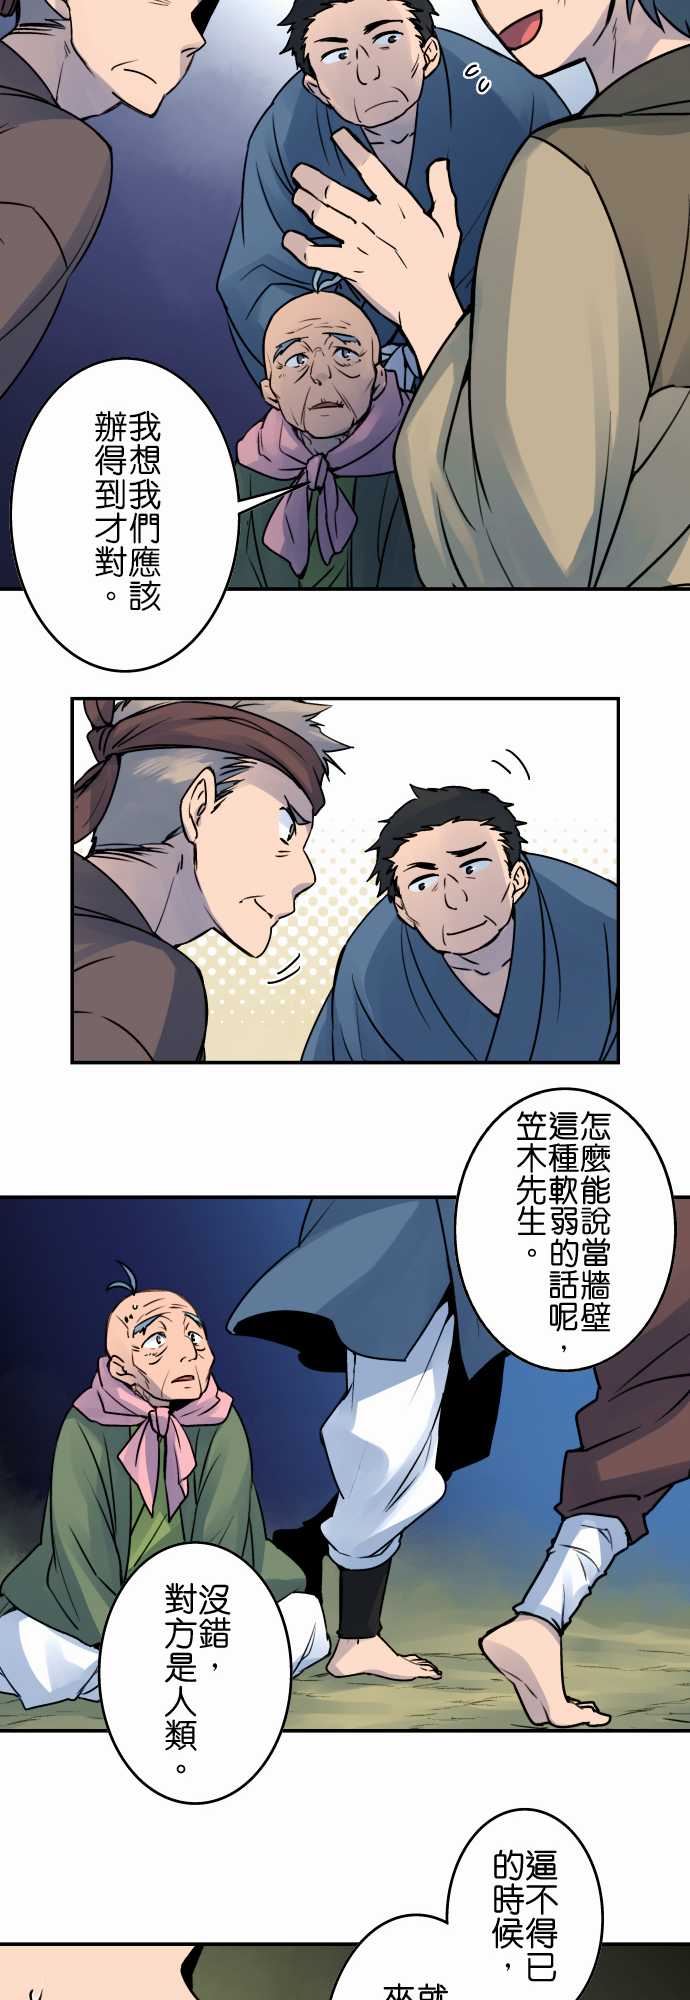 我想我們應該
辦得到才對。
怎麼能說當牆壁
這種軟弱的話呢，
笠木先生。
沒錯，
對方是人類。
逼不得已
的時候，
就
來